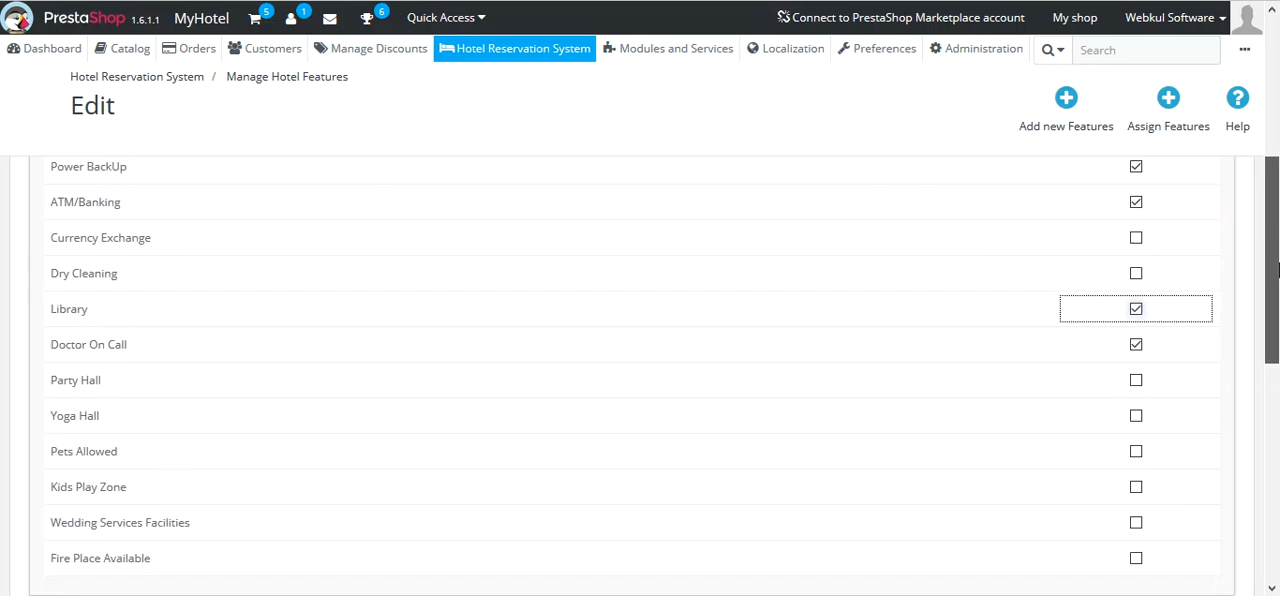 PrestaShop 1.6.1.1 MyHotel 5 1 6 Quick Access Connect to PrestaShop Marketplace account My shop Webkul Software
Dashboard Catalog Orders Customers Manage Discounts Hotel Reservation System Modules and Services Localization Preferences Administration Search
Hotel Reservation System / Manage Hotel Features
Edit
Add new Features Assign Features Help
Power BackUp
ATM/Banking
Currency Exchange
Dry Cleaning
Library
Doctor On Call
Party Hall
Yoga Hall
Pets Allowed
Kids Play Zone
Wedding Services Facilities
Fire Place Available